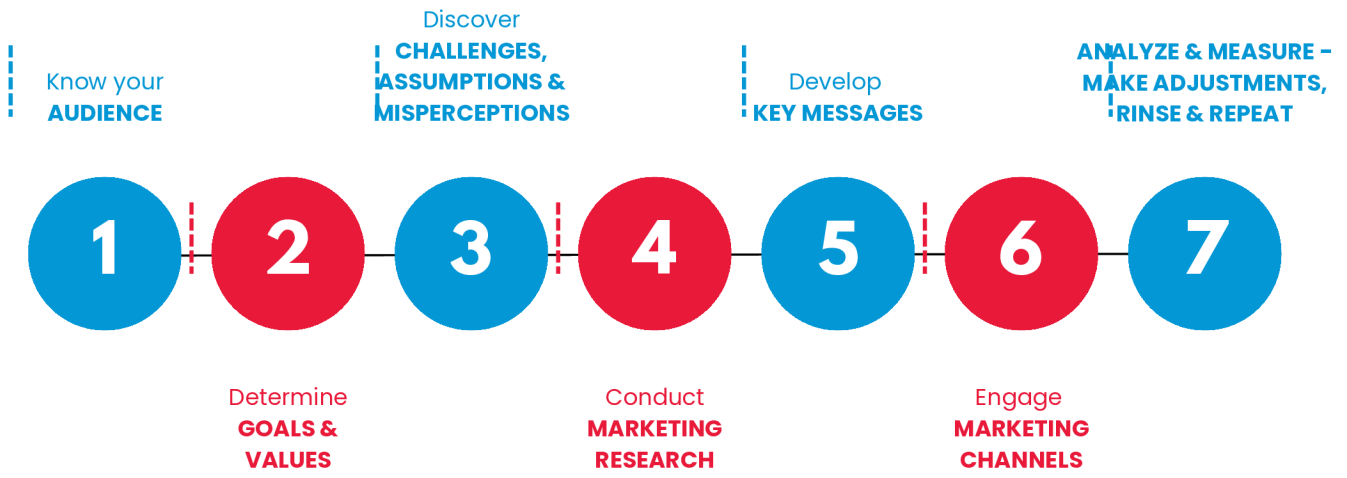 Know your
AUDIENCE
1
Determine
GOALS &
VALUES
2
Discover
CHALLENGES,
ASSUMPTIONS &
MISPERCEPTIONS
3
Conduct
MARKETING
RESEARCH
4
Develop
KEY MESSAGES
5
Engage
MARKETING
CHANNELS
6
ANALYZE & MEASURE –
MAKE ADJUSTMENTS,
RINSE & REPEAT
7